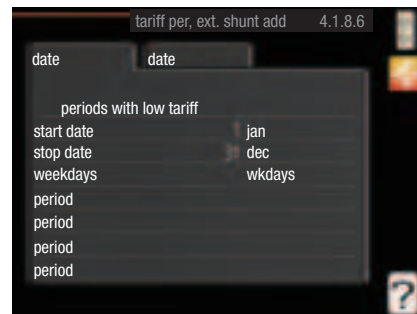 tariff per, ext. shunt add 4.1.8.6
date date
periods with low tariff
start date jan
stop date dec
weekdays wkdays
period
period
period
period
?